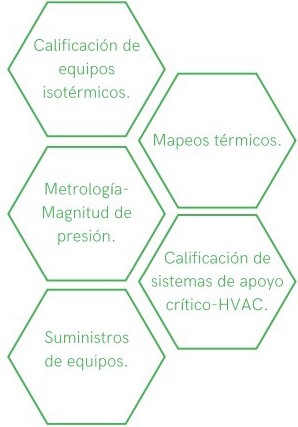 Calificación de
equipos
isotérmicos.
Mapeos térmicos.
Metrología-
Magnitud de
presión.
Calificación de
sistemas de apoyo
crítico-HVAC.
Suministros
de equipos.